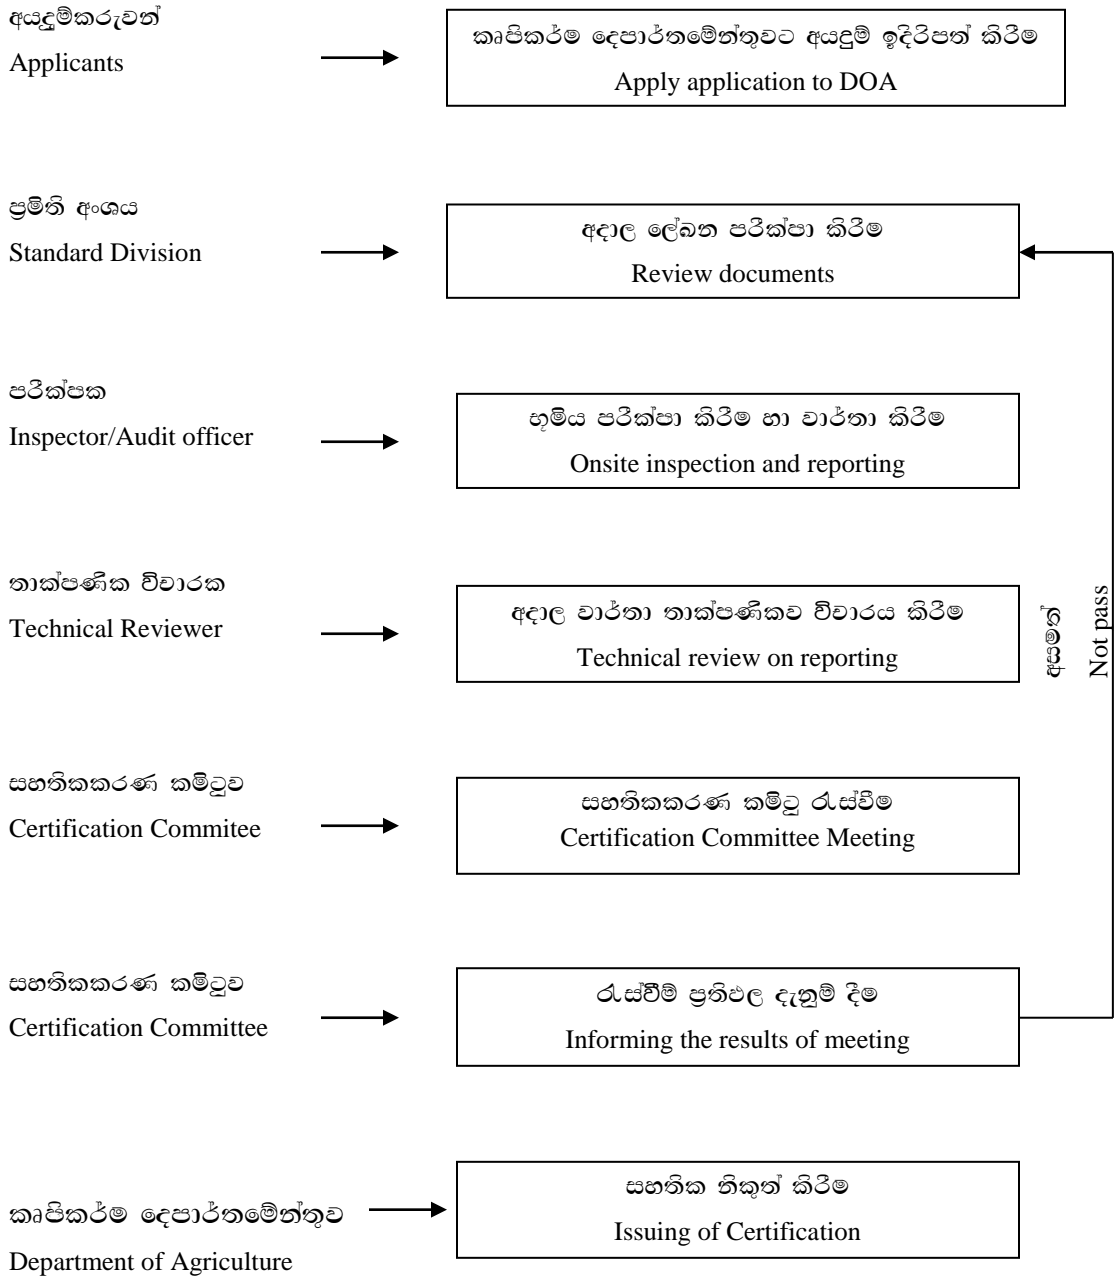 අයදුම්කරුවන්
Applicants
කෘෂිකර්ම දෙපාර්තමේන්තුවට අයදුම් ඉදිරිපත් කිරීම
Apply application to DOA
ප්‍රමිති අංශය
Standard Division
අදාල ලේඛන පරීක්ෂා කිරීම
Review documents
පරීක්ෂක
Inspector/Audit officer
භූමිය පරීක්ෂා කිරීම හා වාර්තා කිරීම
Onsite inspection and reporting
තාක්ෂණික විචාරක
Technical Reviewer
අදාල වාර්තා තාක්ෂණිකව විචාරය කිරීම
Technical review on reporting
අසමත්
Not pass
සහතිකකරණ කමිටුව
Certification Commitee
සහතිකකරණ කමිටු රැස්වීම
Certification Committee Meeting
සහතිකකරණ කමිටුව
Certification Committee
රැස්වීම් ප්‍රතිඵල දැනුම් දීම
Informing the results of meeting
කෘෂිකර්ම දෙපාර්තමේන්තුව
Department of Agriculture
සහතික නිකුත් කිරීම
Issuing of Certification